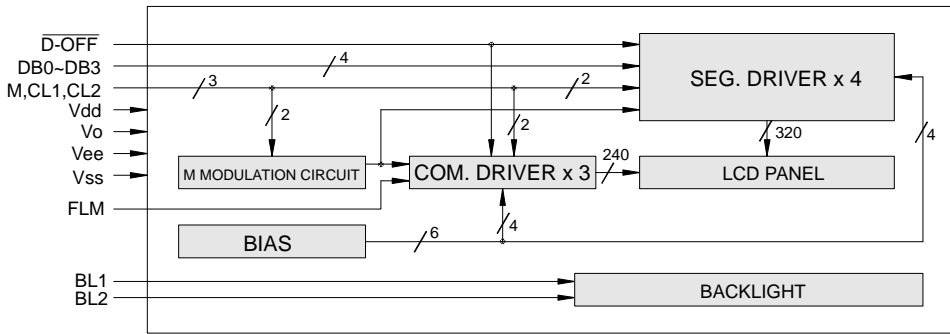 D-OFF
DB0~DB3
4
SEG. DRIVER x 4
M,CL1,CL2
3
2
Vdd
2
2
4
Vo
320
Vee
240
M MODULATION CIRCUIT
COM. DRIVER x 3
LCD PANEL
Vss
FLM
BIAS
6
4
BL1
BL2
BACKLIGHT